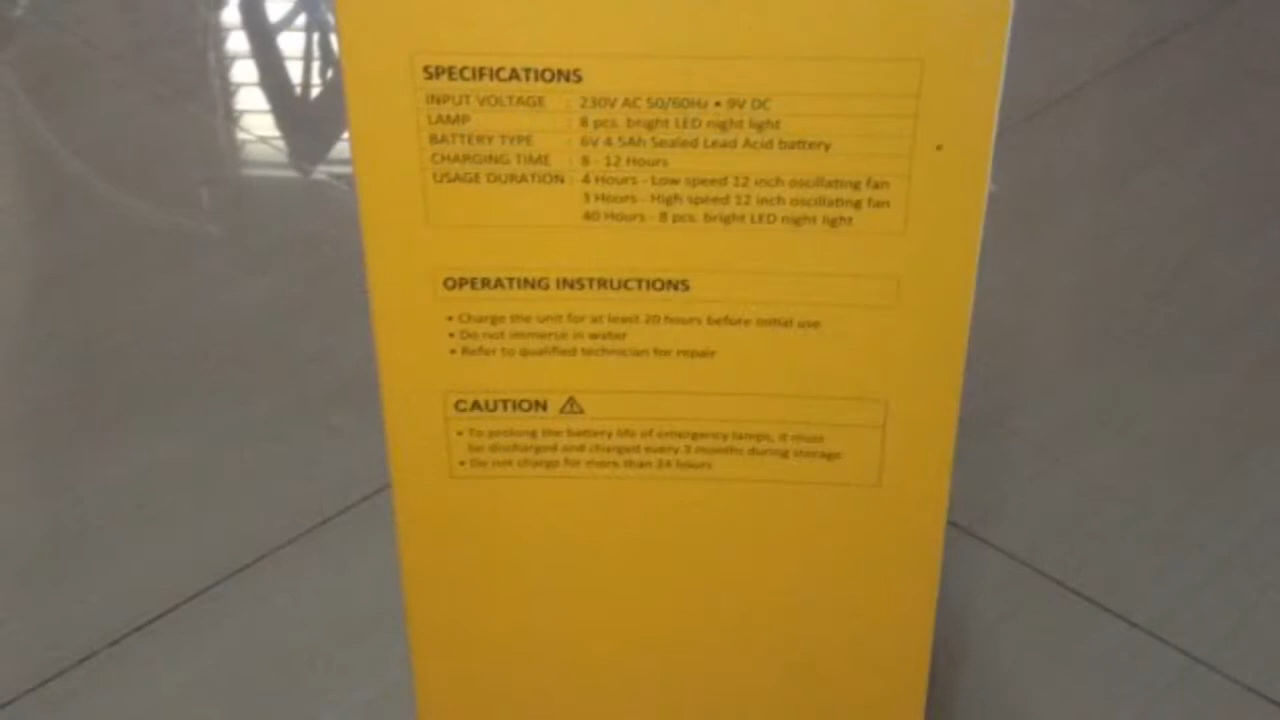 SPECIFICATIONS
INPUT VOLTAGE : 230V AC 50/60Hz • 9V DC
LAMP : 8 pcs. bright LED night light
BATTERY TYPE : 6V 4.5Ah Sealed Lead Acid battery
CHARGING TIME : 8 - 12 Hours
USAGE DURATION : 4 Hours - Low speed 12 inch oscillating fan
3 Hours - High speed 12 inch oscillating fan
40 Hours - 8 pcs. bright LED night light
OPERATING INSTRUCTIONS
• Charge the unit for at least 20 hours before initial use
• Do not immerse in water
• Refer to qualified technician for repair
CAUTION
• To prolong the battery life of emergency lamps, it must
be discharged and charged every 3 months during storage
• Do not charge for more than 24 hours